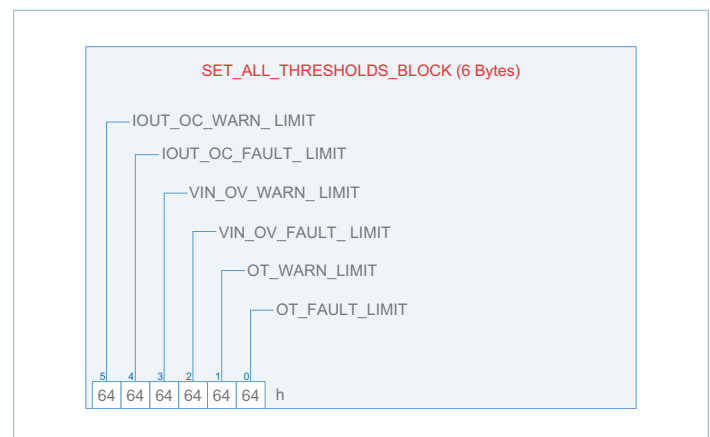 SET_ALL_THRESHOLDS_BLOCK (6 Bytes)
IOUT_OC_WARN_ LIMIT
IOUT_OC_FAULT_ LIMIT
VIN_OV_WARN_ LIMIT
VIN_OV_FAULT_ LIMIT
OT_WARN_LIMIT
OT_FAULT_LIMIT
5 4 3 2 1 0
64 64 64 64 64 64 h